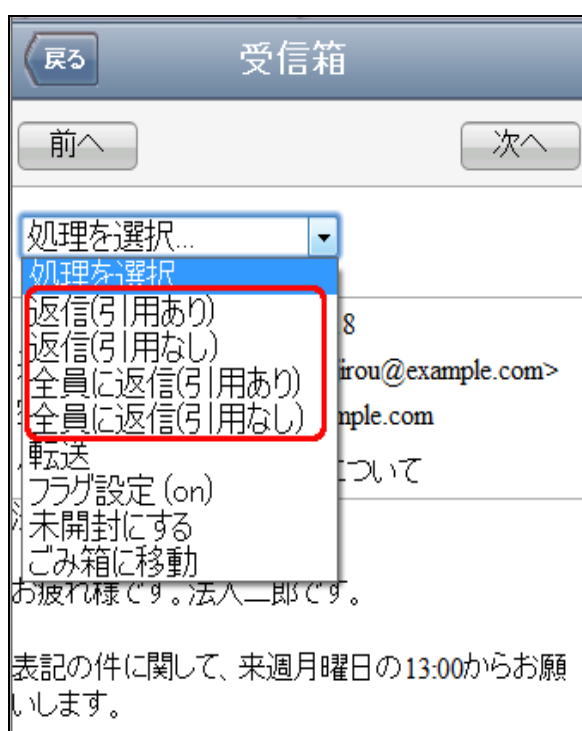 戻る
受信箱
前へ
次へ
処理を選択...
処理を選択
返信(引用あり)
返信(引用なし)
全員に返信(引用あり)
全員に返信(引用なし)
転送
フラグ設定 (on)
未開封にする
ごみ箱に移動
8
irou@example.com>
mple.com
について
お疲れ様です。法人二郎です。
表記の件に関して、来週月曜日の13:00からお願
いします。